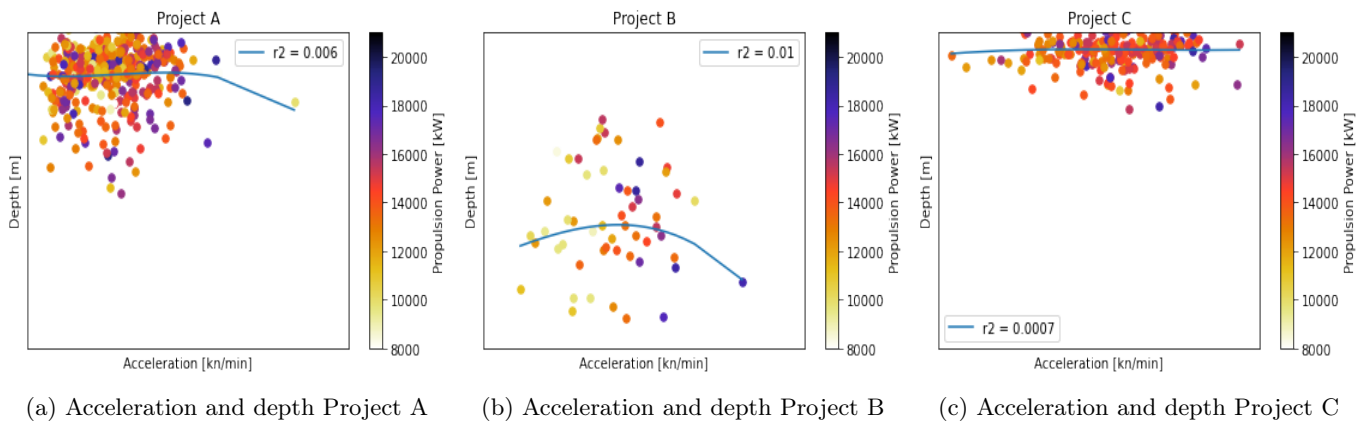 Project A
r2 = 0.006
Depth [m]
Acceleration [kn/min]
20000
18000
16000
14000
12000
10000
8000
Propulsion Power [kW]
(a) Acceleration and depth Project A
Project B
r2 = 0.01
Depth [m]
Acceleration [kn/min]
20000
18000
16000
14000
12000
10000
8000
Propulsion Power [kW]
(b) Acceleration and depth Project B
Project C
r2 = 0.0007
Depth [m]
Acceleration [kn/min]
20000
18000
16000
14000
12000
10000
8000
Propulsion Power [kW]
(c) Acceleration and depth Project C